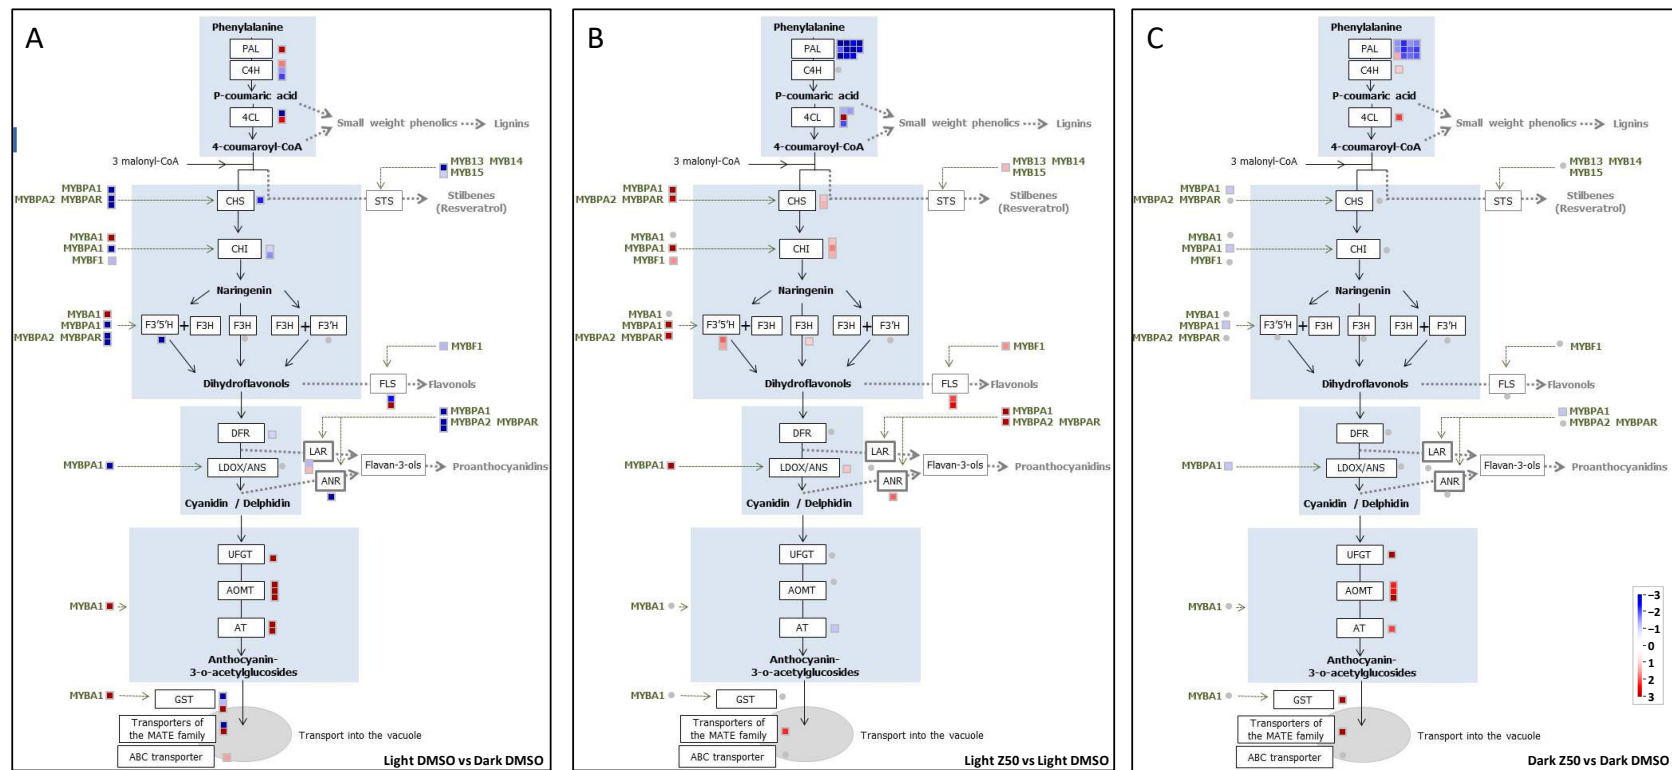 A
Phenylalanine
PAL
C4H
P-coumaric acid
4CL
Small weight phenolics
Lignins
4-coumaroyl-CoA
3 malonyl-CoA
MYB13 MYB14
MYB15
MYBPA1
MYBPA2 MYBPAR
CHS
STS
Stilbenes
(Resveratrol)
MYBA1
MYBPA1
MYBF1
CHI
Naringenin
MYBA1
MYBPA1
MYBPA2 MYBPAR
F3'5'H + F3H
F3H
F3H + F3'H
MYBF1
Dihydroflavonols
FLS
Flavonols
MYBPA1
MYBPA2 MYBPAR
DFR
LAR
MYBPA1
LDOX/ANS
Flavan-3-ols
Proanthocyanidins
ANR
Cyanidin / Delphidin
UFGT
AOMT
MYBA1
AT
Anthocyanin-
3-o-acetylglucosides
MYBA1
GST
Transporters of
the MATE family
Transport into the vacuole
ABC transporter
Light DMSO vs Dark DMSO
B
Phenylalanine
PAL
C4H
P-coumaric acid
4CL
Small weight phenolics
Lignins
4-coumaroyl-CoA
3 malonyl-CoA
MYB13 MYB14
MYB15
MYBPA1
MYBPA2 MYBPAR
CHS
STS
Stilbenes
(Resveratrol)
MYBA1
MYBPA1
MYBF1
CHI
Naringenin
MYBA1
MYBPA1
MYBPA2 MYBPAR
F3'5'H + F3H
F3H
F3H + F3'H
MYBF1
Dihydroflavonols
FLS
Flavonols
MYBPA1
MYBPA2 MYBPAR
DFR
LAR
MYBPA1
LDOX/ANS
Flavan-3-ols
Proanthocyanidins
ANR
Cyanidin / Delphidin
UFGT
AOMT
MYBA1
AT
Anthocyanin-
3-o-acetylglucosides
MYBA1
GST
Transporters of
the MATE family
Transport into the vacuole
ABC transporter
Light Z50 vs Light DMSO
C
Phenylalanine
PAL
C4H
P-coumaric acid
4CL
Small weight phenolics
Lignins
4-coumaroyl-CoA
3 malonyl-CoA
MYB13 MYB14
MYB15
MYBPA1
MYBPA2 MYBPAR
CHS
STS
Stilbenes
(Resveratrol)
MYBA1
MYBPA1
MYBF1
CHI
Naringenin
MYBA1
MYBPA1
MYBPA2 MYBPAR
F3'5'H + F3H
F3H
F3H + F3'H
MYBF1
Dihydroflavonols
FLS
Flavonols
MYBPA1
MYBPA2 MYBPAR
DFR
LAR
MYBPA1
LDOX/ANS
Flavan-3-ols
Proanthocyanidins
ANR
Cyanidin / Delphidin
UFGT
AOMT
MYBA1
AT
Anthocyanin-
3-o-acetylglucosides
MYBA1
GST
Transporters of
the MATE family
Transport into the vacuole
ABC transporter
Dark Z50 vs Dark DMSO
-3
-2
-1
0
1
2
3